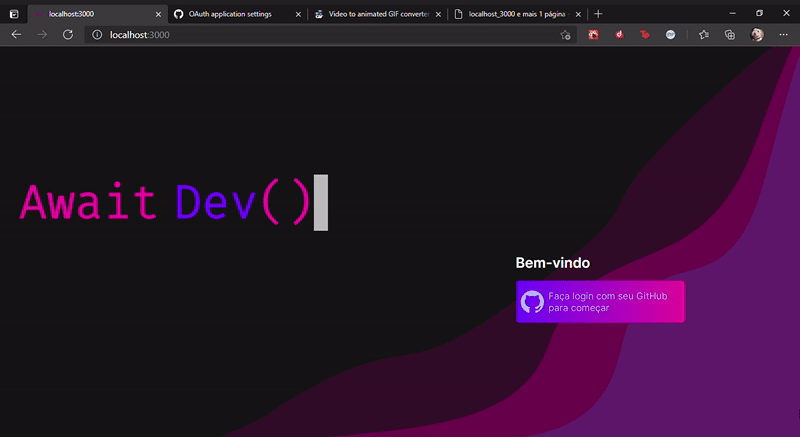 localhost:3000
OAuth application settings
Video to animated GIF converter
localhost_3000 e mais 1 página
localhost:3000
Await Dev()
Bem-vindo
Faça login com seu GitHub
para começar